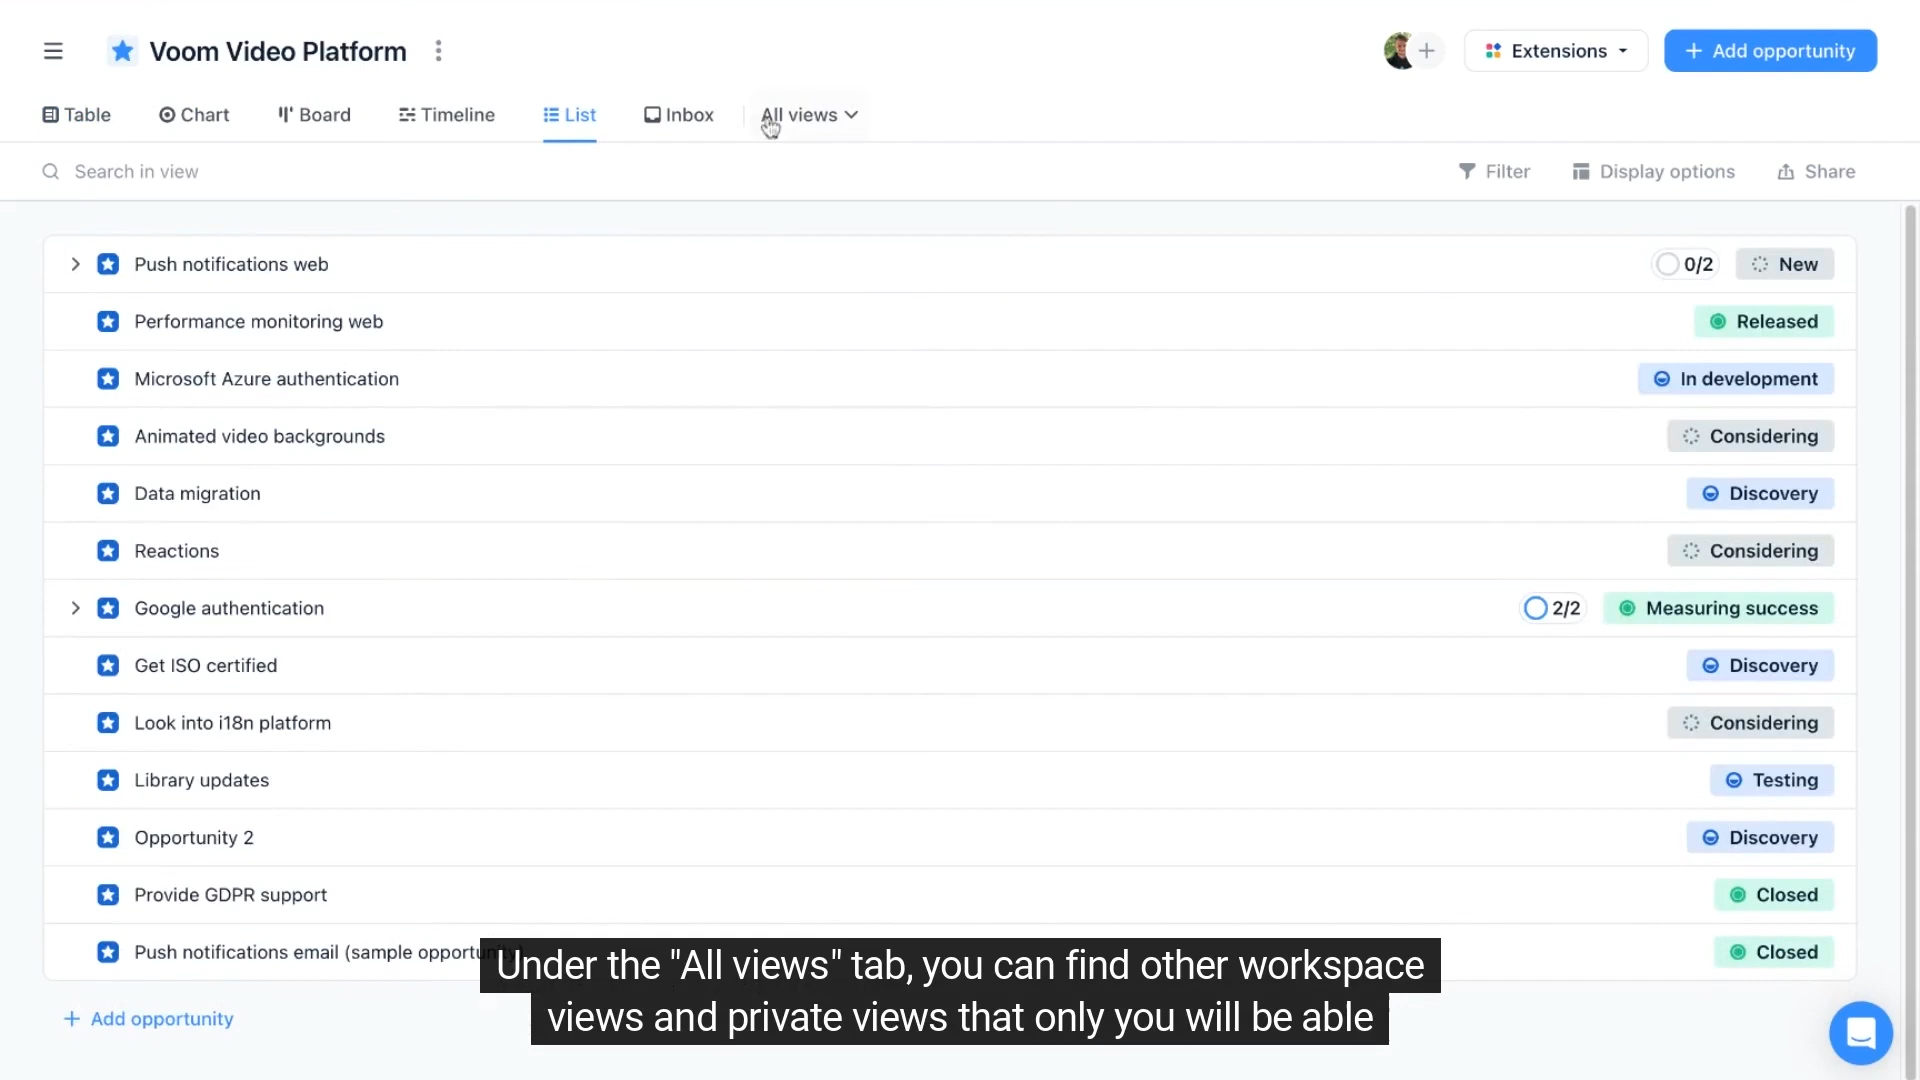 Voom Video Platform
Extensions
Add opportunity
Table
Chart
Board
Timeline
List
Inbox
All views
Search in view
Filter
Display options
Share
Push notifications web
0/2
New
Performance monitoring web
Released
Microsoft Azure authentication
In development
Animated video backgrounds
Considering
Data migration
Discovery
Reactions
Considering
Google authentication
2/2
Measuring success
Get ISO certified
Discovery
Look into i18n platform
Considering
Library updates
Testing
Opportunity 2
Discovery
Provide GDPR support
Closed
Push notifications email (sample opportunity)
Closed
Under the "All views" tab, you can find other workspace
views and private views that only you will be able
Add opportunity